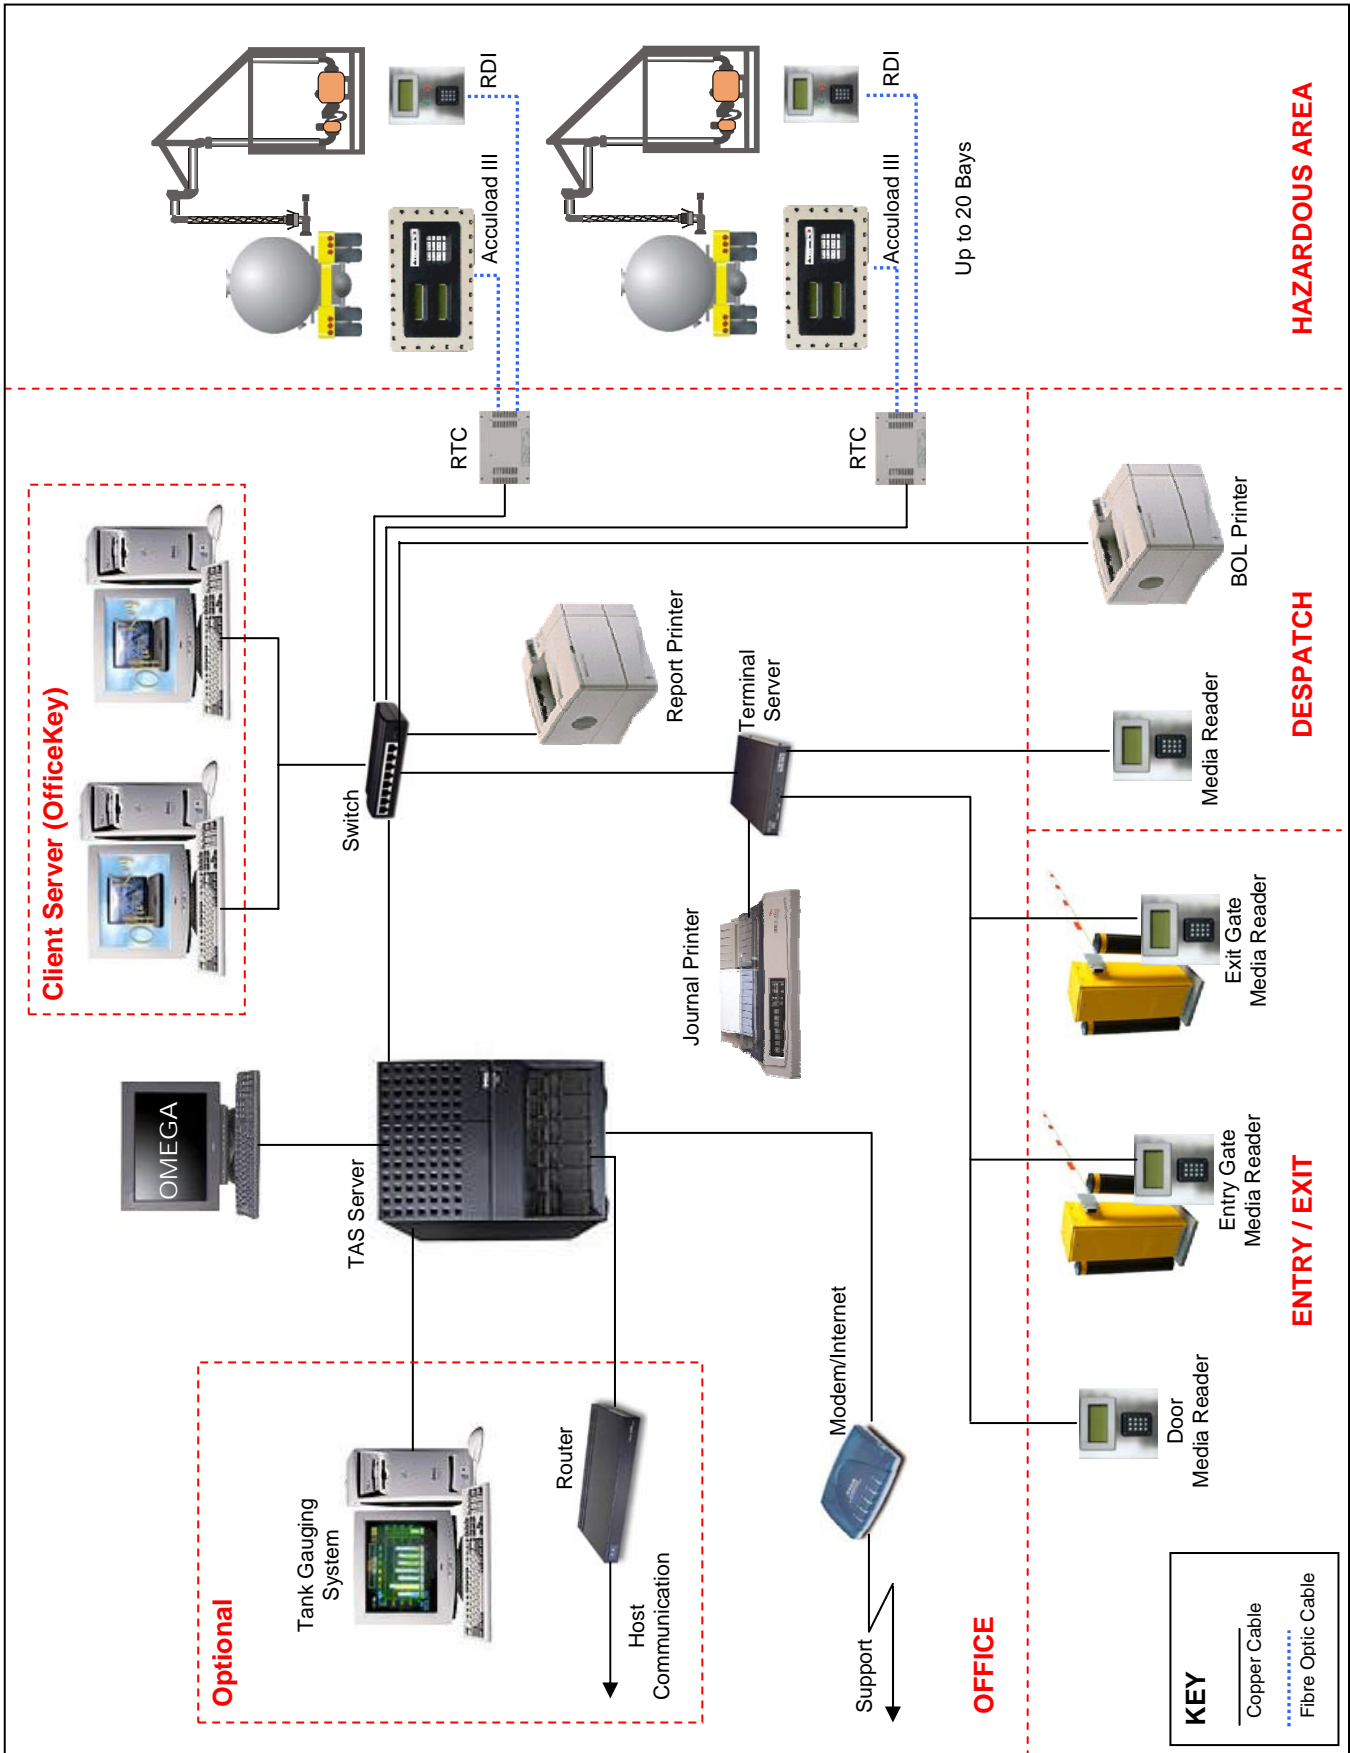 Client Server (OfficeKey)
OMEGA
TAS Server
Switch
Optional
Tank Gauging
System
Router
Host
Communication
Modem/Internet
Support
OFFICE
Journal Printer
Report Printer
Terminal
Server
RTC
RTC
RDI
Accuload III
RDI
Accuload III
Up to 20 Bays
HAZARDOUS AREA
BOL Printer
Media Reader
DESPATCH
Exit Gate
Media Reader
Entry Gate
Media Reader
Door
Media Reader
ENTRY / EXIT
KEY
Copper Cable
Fibre Optic Cable